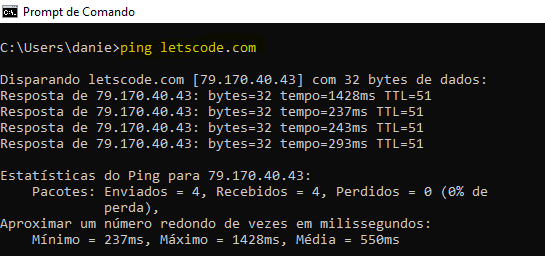 Prompt de Comando
C:\Users\danie>ping letscode.com
Disparando letscode.com [79.170.40.43] com 32 bytes de dados:
Resposta de 79.170.40.43: bytes=32 tempo=1428ms TTL=51
Resposta de 79.170.40.43: bytes=32 tempo=237ms TTL=51
Resposta de 79.170.40.43: bytes=32 tempo=243ms TTL=51
Resposta de 79.170.40.43: bytes=32 tempo=293ms TTL=51
Estatísticas do Ping para 79.170.40.43:
Pacotes: Enviados = 4, Recebidos = 4, Perdidos = 0 (0% de
perda),
Aproximar um número redondo de vezes em milissegundos:
Mínimo = 237ms, Máximo = 1428ms, Média = 550ms